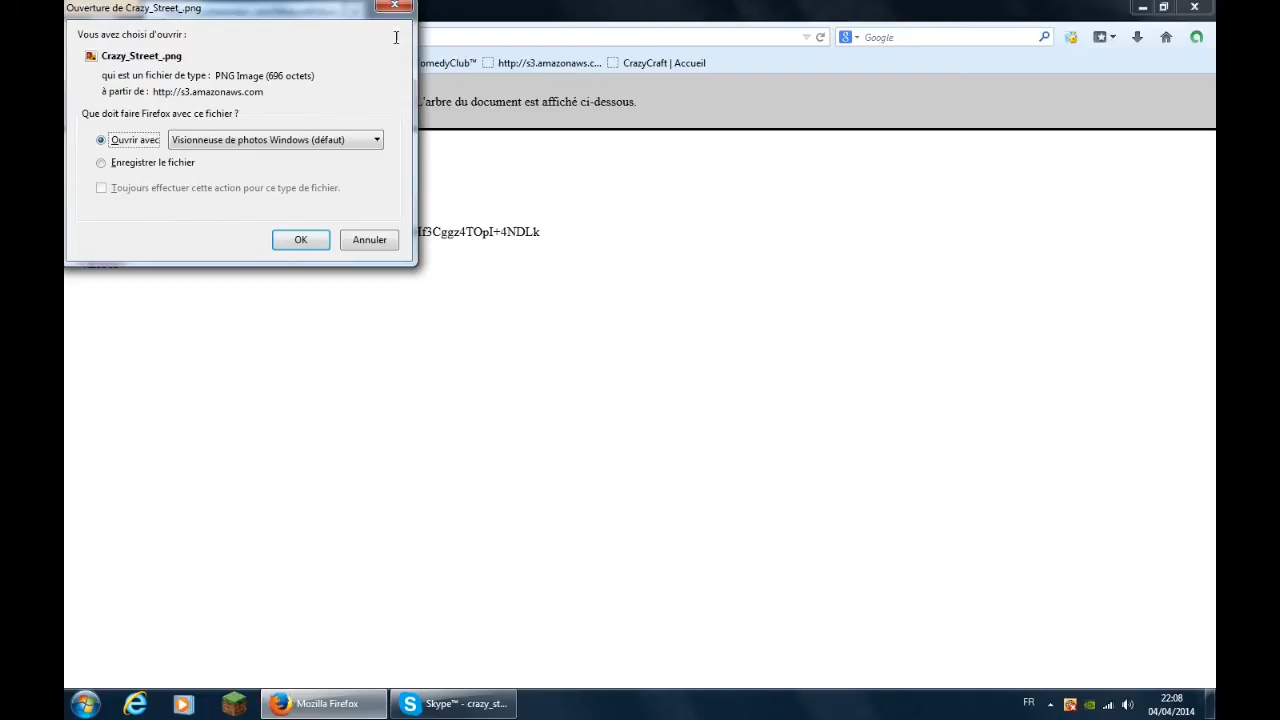 Ouverture de Crazy_Street_.png
Vous avez choisi d'ouvrir :
Crazy_Street_.png
qui est un fichier de type : PNG Image (696 octets)
à partir de : http://s3.amazonaws.com
Que doit faire Firefox avec ce fichier ?
Ouvrir avec Visionneuse de photos Windows (défaut)
Enregistrer le fichier
Toujours effectuer cette action pour ce type de fichier.
OK Annuler
Google
omedyClub™ http://s3.amazonaws.c... CrazyCraft | Accueil
L'arbre du document est affiché ci-dessous.
If3Cggz4TOpI+4NDLk
Mozilla Firefox
Skype™ - crazy_st...
FR
22:08
04/04/2014